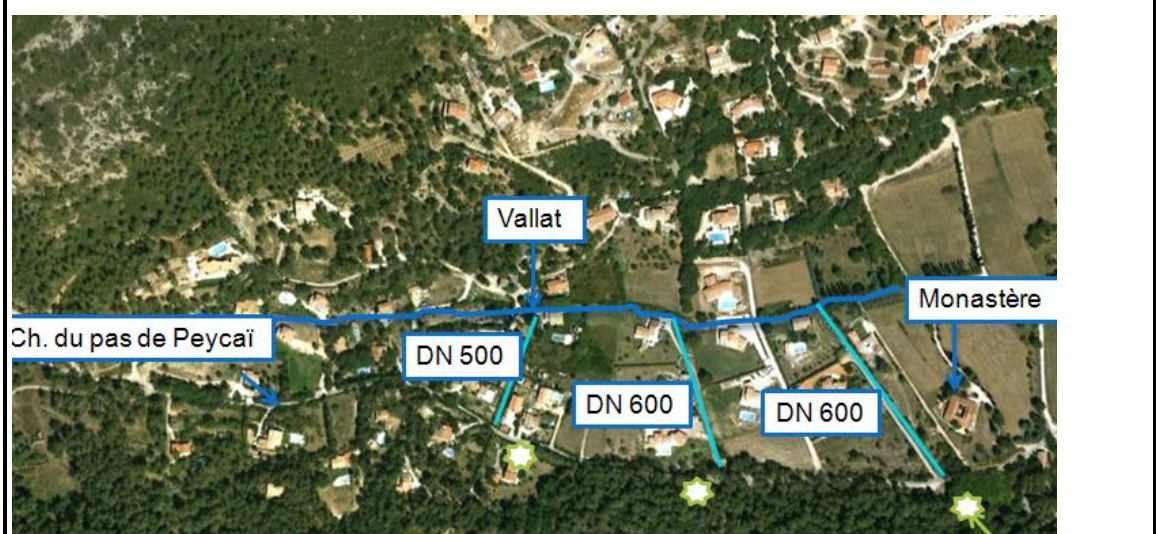 Vallat
Monastère
Ch. du pas de Peycaï
DN 500
DN 600
DN 600